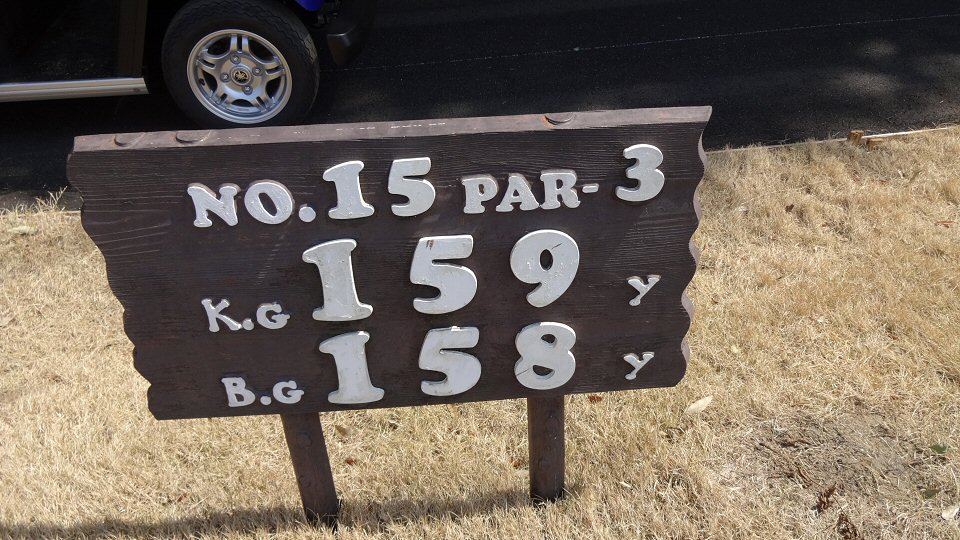 NO.15 PAR-3
K.G 159 Y
B.G 158 Y